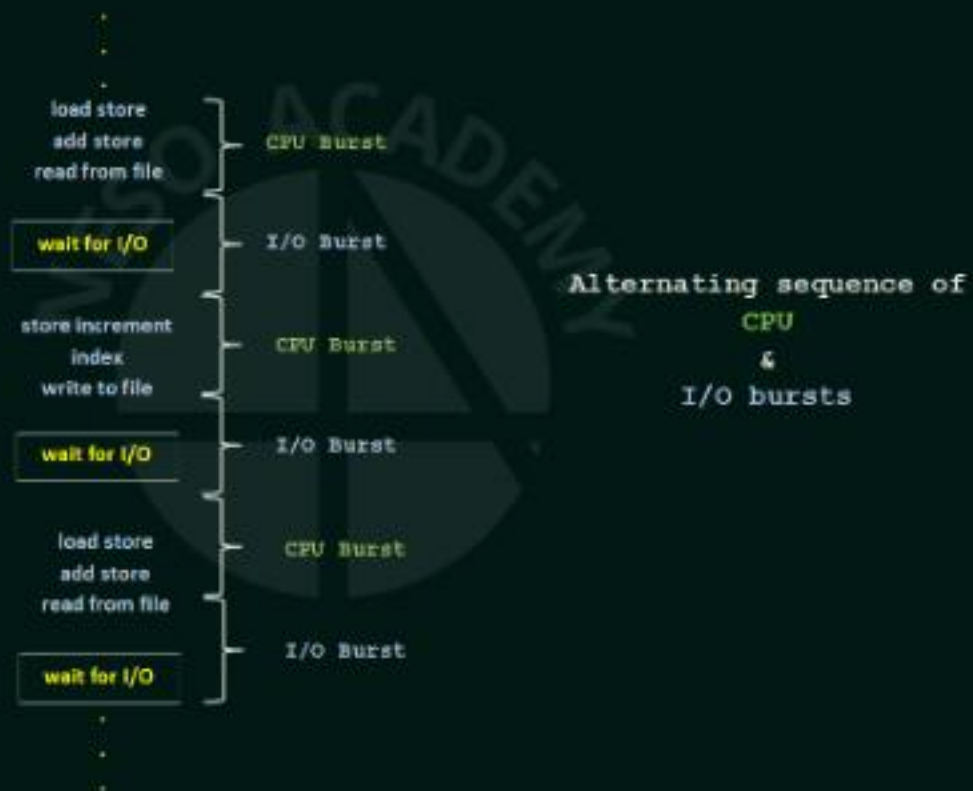 load store
add store
read from file
CPU Burst
wait for I/O
I/O Burst
store increment
index
write to file
CPU Burst
wait for I/O
I/O Burst
load store
add store
read from file
CPU Burst
wait for I/O
I/O Burst
Alternating sequence of
CPU
&
I/O bursts
NESO ACADEMY